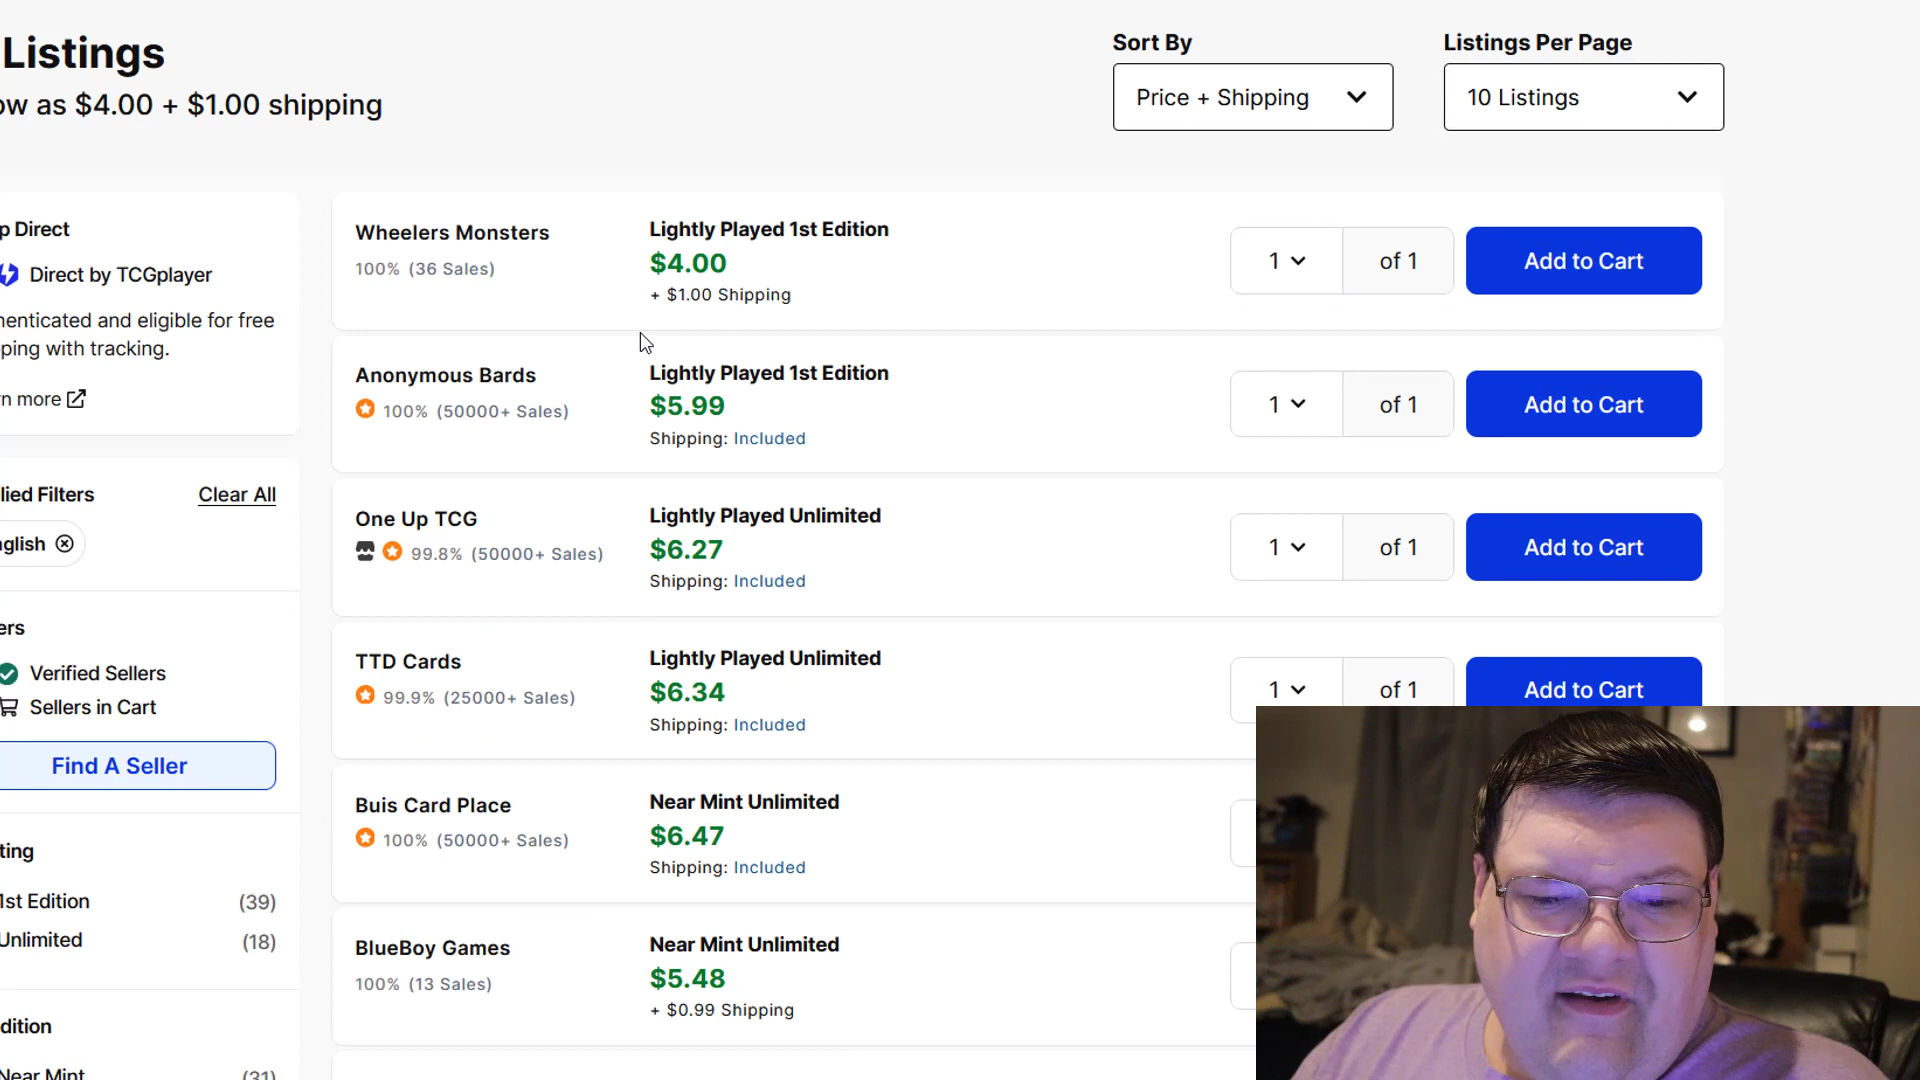 Listings
ow as $4.00 + $1.00 shipping
Sort By
Price + Shipping
Listings Per Page
10 Listings
p Direct
Direct by TCGplayer
henticated and eligible for free
ping with tracking.
n more
lied Filters
Clear All
glish
ers
Verified Sellers
Sellers in Cart
Find A Seller
ting
1st Edition (39)
Unlimited (18)
dition
Near Mint (31)
Wheelers Monsters
100% (36 Sales)
Lightly Played 1st Edition
$4.00
+ $1.00 Shipping
1 of 1
Add to Cart
Anonymous Bards
100% (50000+ Sales)
Lightly Played 1st Edition
$5.99
Shipping: Included
1 of 1
Add to Cart
One Up TCG
99.8% (50000+ Sales)
Lightly Played Unlimited
$6.27
Shipping: Included
1 of 1
Add to Cart
TTD Cards
99.9% (25000+ Sales)
Lightly Played Unlimited
$6.34
Shipping: Included
1 of 1
Add to Cart
Buis Card Place
100% (50000+ Sales)
Near Mint Unlimited
$6.47
Shipping: Included
BlueBoy Games
100% (13 Sales)
Near Mint Unlimited
$5.48
+ $0.99 Shipping